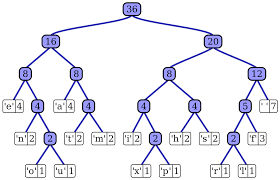 36
16 20
8 8 8 12
'e' 4 4 'a' 4 4 4 4 5 ' ' 7
'n' 2 2 't' 2 'm' 2 'i' 2 2 'h' 2 's' 2 2 'f' 3
'o' 1 'u' 1 'x' 1 'p' 1 'r' 1 'l' 1